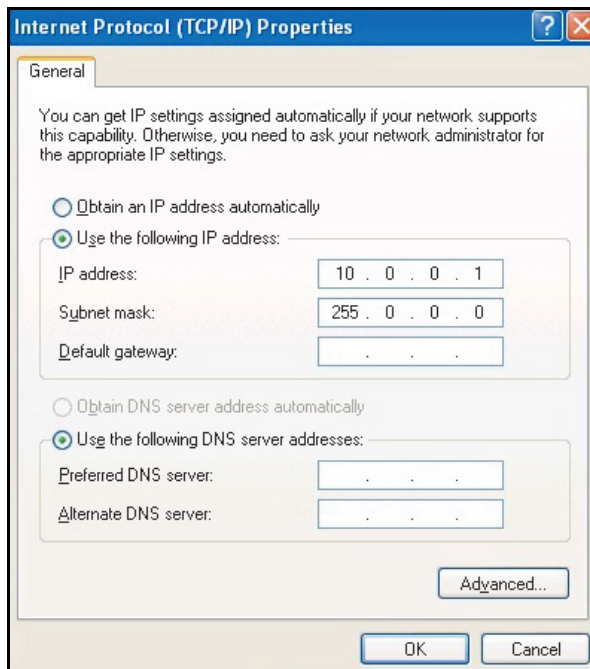 Internet Protocol (TCP/IP) Properties
General
You can get IP settings assigned automatically if your network supports
this capability. Otherwise, you need to ask your network administrator for
the appropriate IP settings.
Obtain an IP address automatically
Use the following IP address:
IP address: 10 . 0 . 0 . 1
Subnet mask: 255 . 0 . 0 . 0
Default gateway: . . .
Obtain DNS server address automatically
Use the following DNS server addresses:
Preferred DNS server: . . .
Alternate DNS server: . . .
Advanced...
OK Cancel